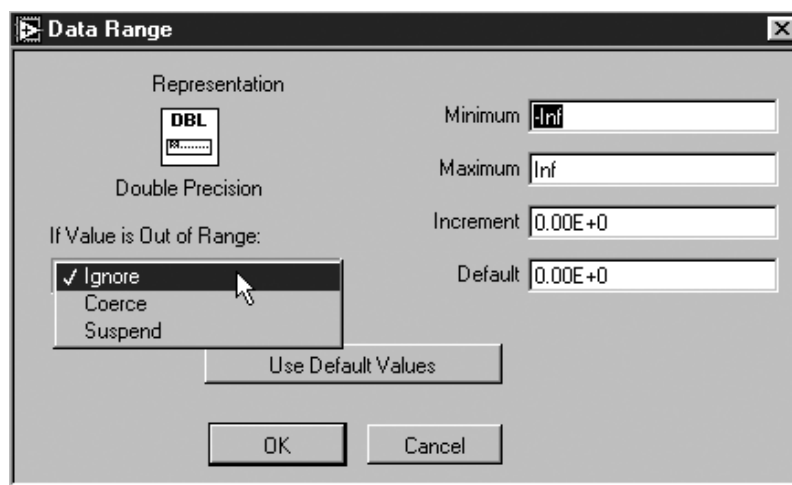 Data Range
Representation
DBL
Double Precision
If Value is Out of Range:
✓ Ignore
Coerce
Suspend
Minimum -Inf
Maximum Inf
Increment 0.00E+0
Default 0.00E+0
Use Default Values
OK
Cancel